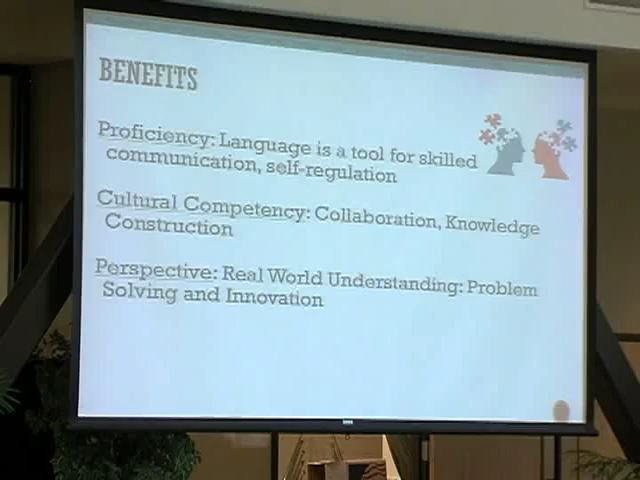 BENEFITS
Proficiency: Language is a tool for skilled
communication, self-regulation
Cultural Competency: Collaboration, Knowledge
Construction
Perspective: Real World Understanding: Problem
Solving and Innovation